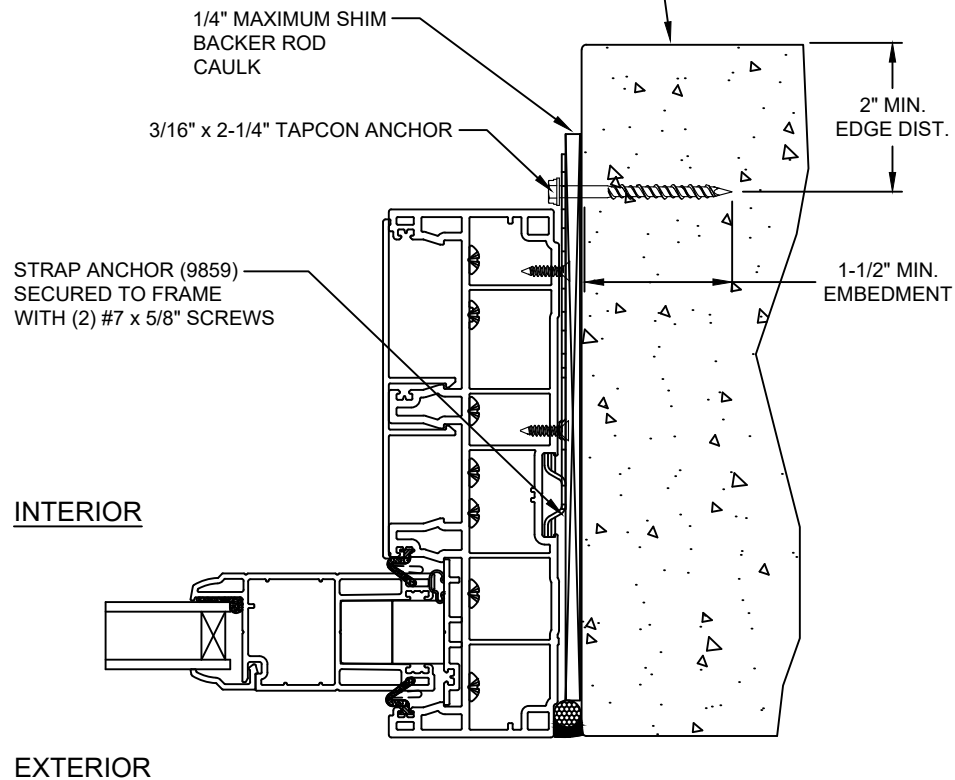 1/4" MAXIMUM SHIM
BACKER ROD
CAULK
3/16" x 2-1/4" TAPCON ANCHOR
2" MIN.
EDGE DIST.
STRAP ANCHOR (9859)
SECURED TO FRAME
WITH (2) #7 x 5/8" SCREWS
1-1/2" MIN.
EMBEDMENT
INTERIOR
EXTERIOR